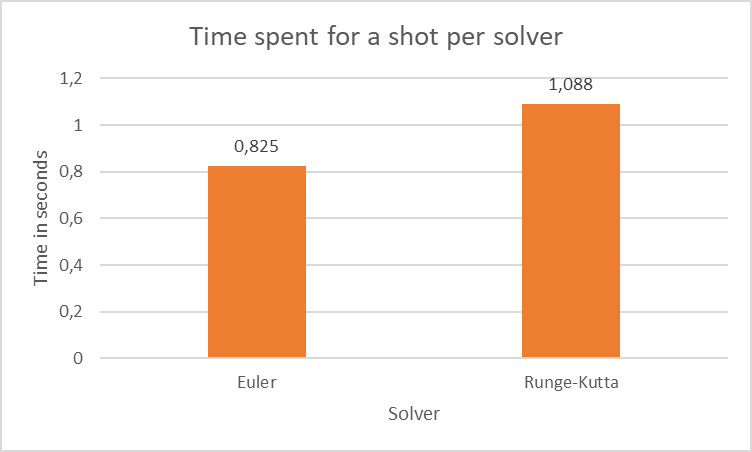 Time spent for a shot per solver
Time in seconds
1,2
1
0,8
0,6
0,4
0,2
0
0,825
1,088
Euler
Runge-Kutta
Solver